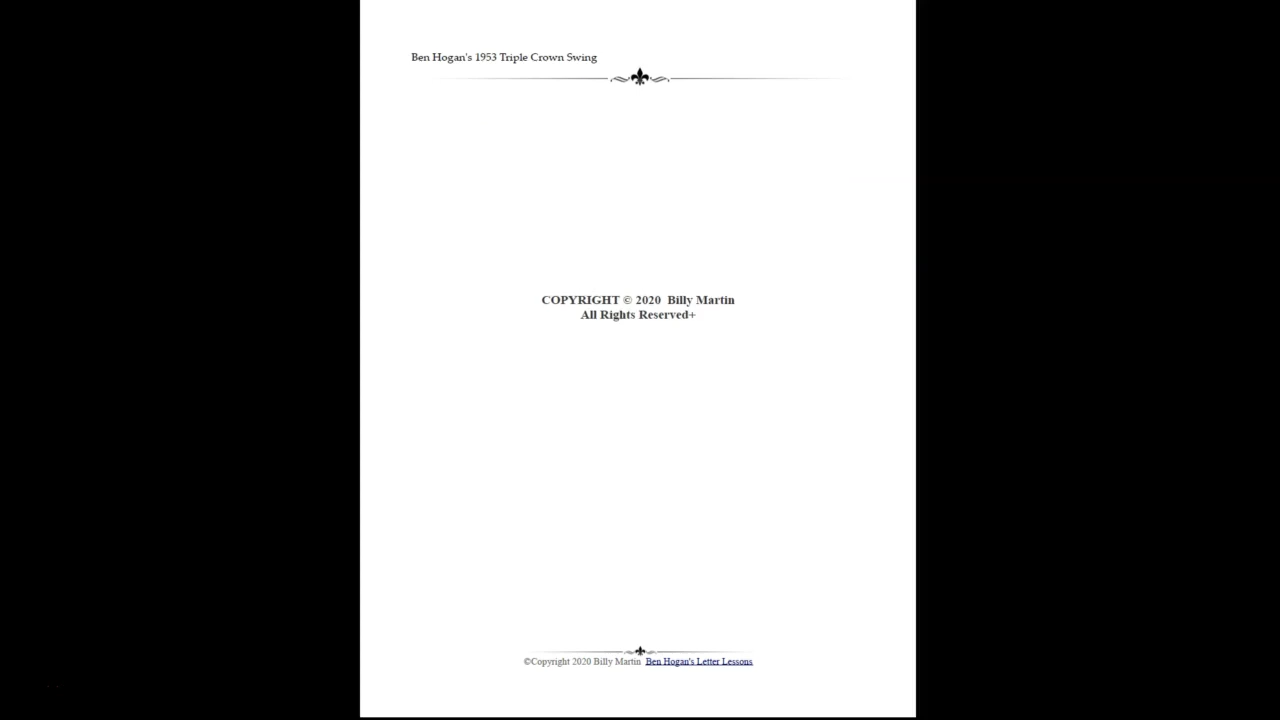 Ben Hogan's 1953 Triple Crown Swing
COPYRIGHT © 2020 Billy Martin
All Rights Reserved+
©Copyright 2020 Billy Martin Ben Hogan's Letter Lessons